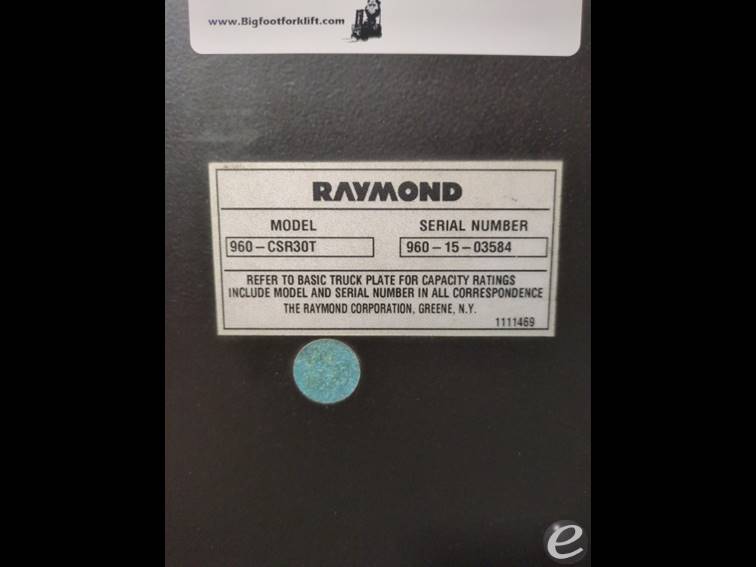 www.Bigfootforklift.com
RAYMOND
MODEL SERIAL NUMBER
960-CSR30T 960-15-03584
REFER TO BASIC TRUCK PLATE FOR CAPACITY RATINGS
INCLUDE MODEL AND SERIAL NUMBER IN ALL CORRESPONDENCE
THE RAYMOND CORPORATION, GREENE, N.Y.
1111469
e